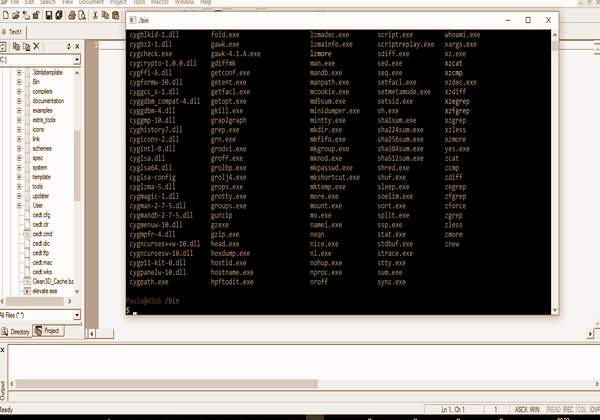 File Edit Search View Document Project Tools Macros Window Help
Text1
/bin
cygblkid-1.dll fold.exe lzmadec.exe script.exe whoami.exe
cygbz2-1.dll gawk.exe lzmainfo.exe scriptreplay.exe xargs.exe
cygcheck.exe gawk-4.1.4.exe lzmore sdiff.exe xz.exe
cygcrypto-1.0.0.dll gdiffmk man.exe sed.exe xzcat
cygffi-6.dll getconf.exe mandb.exe seq.exe xzcmp
cygformw-10.dll getent.exe manpath.exe setfacl.exe xzdec.exe
cyggcc_s-1.dll getfacl.exe mcookie.exe setmetamode.exe xzdiff
cyggdbm_compat-4.dll getopt.exe md5sum.exe setsid.exe xzegrep
cyggdbm-4.dll gkill.exe minidumper.exe shred.exe xzfgrep
cyggmp-10.dll grap2graph mintty.exe sha1sum.exe xzgrep
cyghistory7.dll grep.exe mkdir.exe sha224sum.exe xzless
cygiconv-2.dll grn.exe mkfifo.exe sha256sum.exe xzmore
cygintl-8.dll grodvi.exe mkgroup.exe sha384sum.exe yes.exe
cyglsa.dll groff.exe mknod.exe sha512sum.exe zcat
cyglsa64.dll grolbp.exe mkpasswd.exe shred.exe zcmp
cyglsa-config grolj4.exe mkshortcut.exe shuf.exe zdiff
cyglzma-5.dll grops.exe mktemp.exe sleep.exe zegrep
cygmagic-1.dll grotty.exe more.exe soelim.exe zfgrep
cygman-2-7-5.dll groups.exe mount.exe sort.exe zforce
cygmandb-2-7-5.dll gunzip mv.exe split.exe zgrep
cygmenuw-10.dll gzexe namei.exe ssp.exe zless
cygmpfr-4.dll gzip.exe neqn stat.exe zmore
cygncurses++w-10.dll head.exe nice.exe stdbuf.exe znew
cygncursesw-10.dll hexdump.exe nl.exe strace.exe
cygp11-kit-0.dll hostid.exe nohup.exe stty.exe
cygpanelw-10.dll hostname.exe nproc.exe sum.exe
cygpath.exe hpftodit.exe nroff sync.exe
Paulo@ASUS /bin
$
3dmltemplate
Bin
compilers
documentation
examples
extra_tools
icons
link
schemes
spec
system
template
tools
updater
User
cedt.cfg
cedt.clr
cedt.cmd
cedt.dic
cedt.ftp
cedt.mac
cedt.wks
Clean3D_Cache.ba
elevate.exe
All Files (*.*)
Directory Project
Output
Ready Ln 1, Ch 1 1 ASCII, WIN READ REC COL OVR